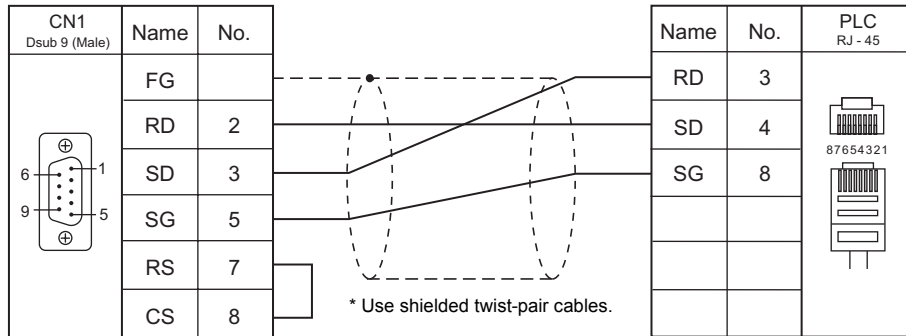 CN1
Dsub 9 (Male)
Name
No.
Name
No.
PLC
RJ - 45
FG
RD
3
RD
2
SD
4
87654321
6
1
SD
3
SG
8
9
5
SG
5
RS
7
CS
8
* Use shielded twist-pair cables.